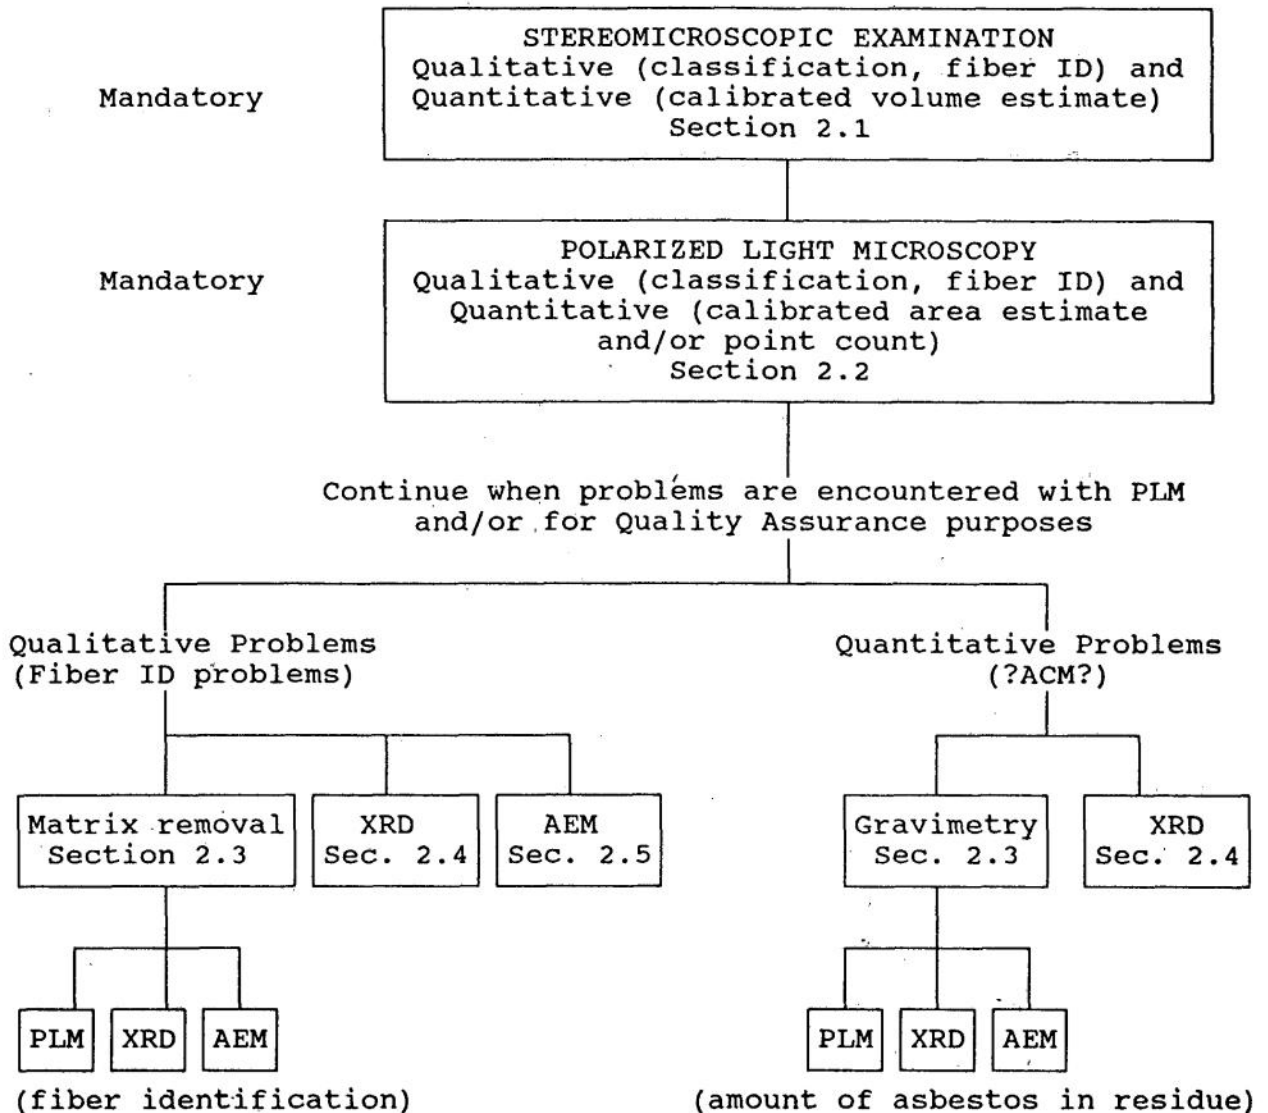 STEREOMICROSCOPIC EXAMINATION
Qualitative (classification, fiber ID) and
Mandatory
Quantitative (calibrated volume estimate)
Section 2.1
POLARIZED LIGHT MICROSCOPY
Mandatory
Qualitative (classification, fiber ID) and
Quantitative (calibrated area estimate
and/or point count)
Section 2.2
Continue when problems are encountered with PLM
and/or for Quality Assurance purposes
Qualitative Problems
(Fiber ID problems)
Quantitative Problems
(?ACM?)
Matrix removal
Section 2.3
XRD
Sec. 2.4
AEM
Sec. 2.5
Gravimetry
Sec. 2.3
XRD
Sec. 2.4
PLM
XRD
AEM
(fiber identification)
PLM
XRD
AEM
(amount of asbestos in residue)